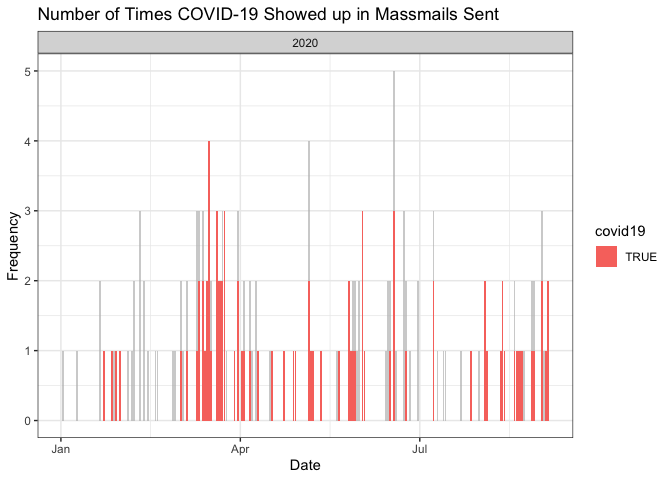 Number of Times COVID-19 Showed up in Massmails Sent
2020
5
4
3
2
1
0
Frequency
Jan
Apr
Jul
Date
covid19
TRUE